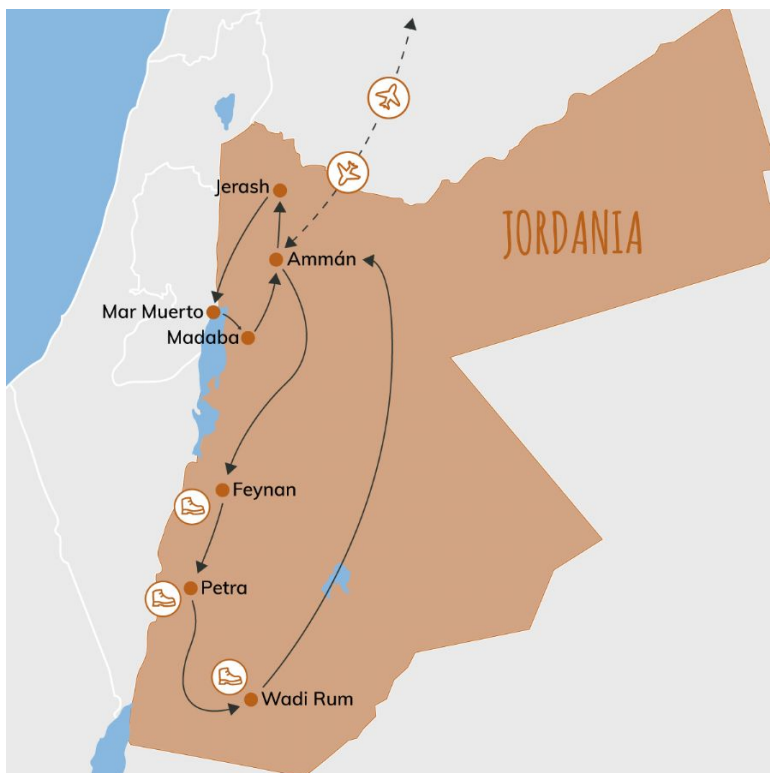 Jerash
JORDANIA
Ammán
Mar Muerto
Madaba
Feynan
Petra
Wadi Rum